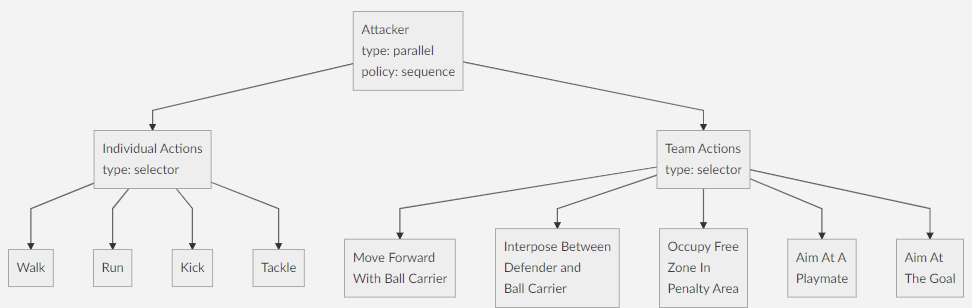 Attacker
type: parallel
policy: sequence
Individual Actions
type: selector
Team Actions
type: selector
Walk
Run
Kick
Tackle
Move Forward
With Ball Carrier
Interpose Between
Defender and
Ball Carrier
Occupy Free
Zone In
Penalty Area
Aim At A
Playmate
Aim At
The Goal